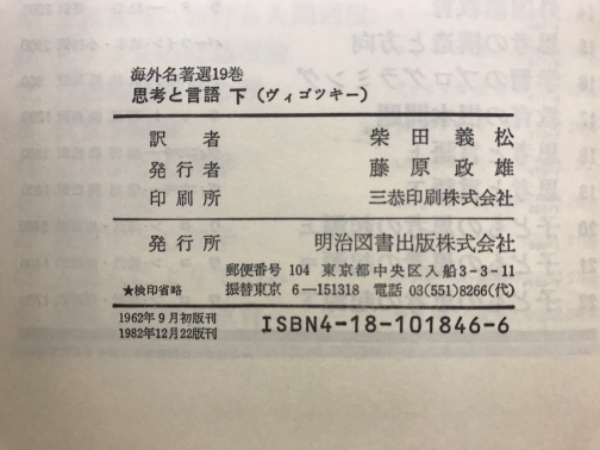 海外名著選19巻
思考と言語 下 (ヴィゴツキー)
訳者 柴田義松
発行者 藤原政雄
印刷所 三恭印刷株式会社
発行所 明治図書出版株式会社
郵便番号 104 東京都中央区入船3-3-11
★検印省略 振替東京 6-151318 電話 03(551)8266(代)
1962年9月初版刊
1982年12月22版刊
ISBN4-18-101846-6